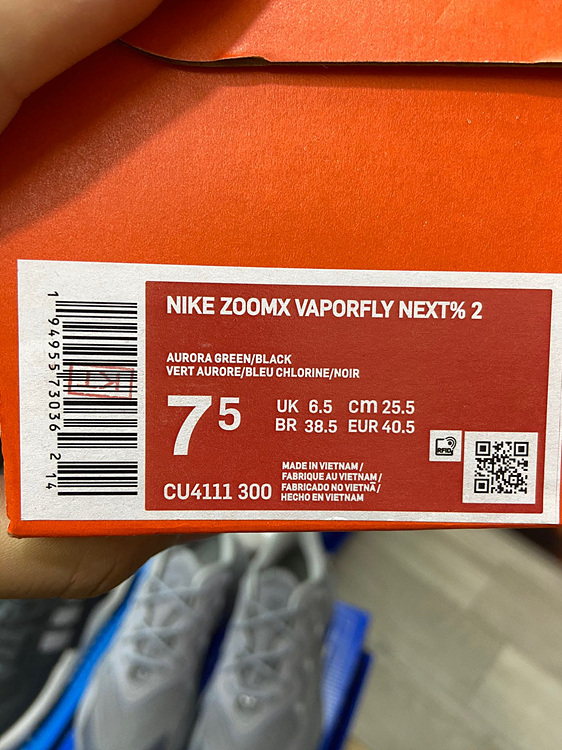 NIKE ZOOMX VAPORFLY NEXT% 2
AURORA GREEN/BLACK
VERT AURORE/BLEU CHLORINE/NOIR
7 5
UK 6.5 cm 25.5
BR 38.5 EUR 40.5
RFID
CU4111 300
MADE IN VIETNAM /
FABRIQUE AU VIETNAM /
FABRICADO NO VIETNÃ /
HECHO EN VIETNAM
1 94955 73036 2 14